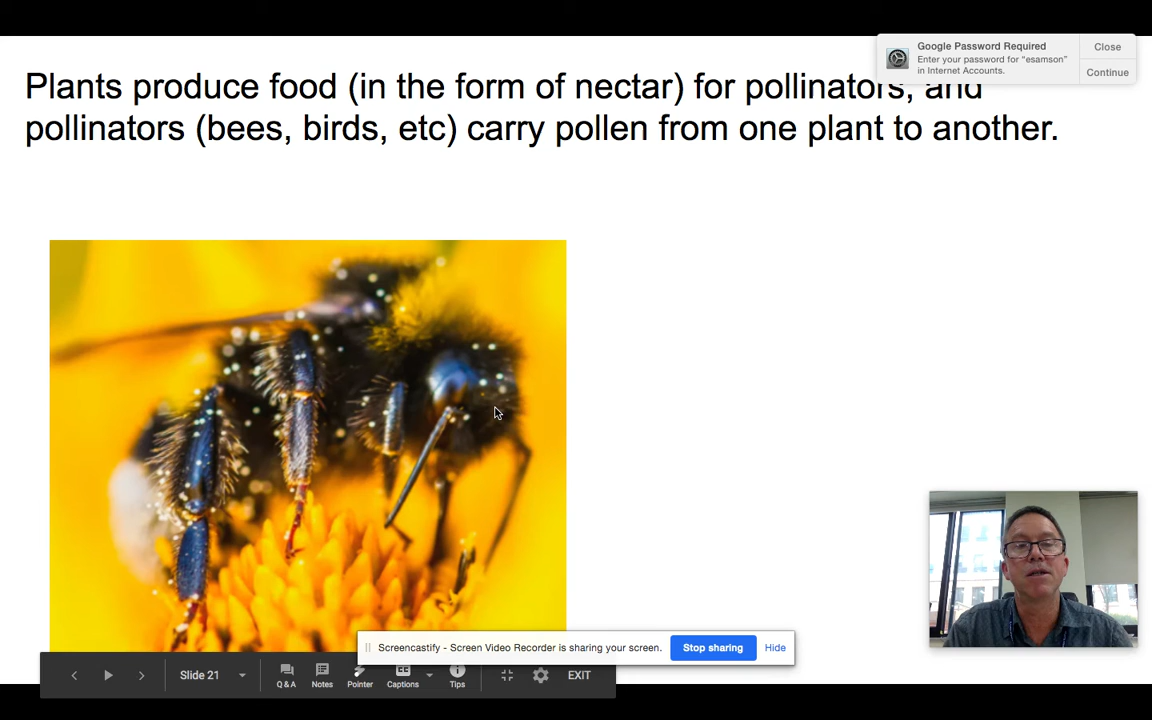 Google Password Required
Close
Enter your password for "esamson"
in Internet Accounts.
Continue
Plants produce food (in the form of nectar) for pollinators, and
pollinators (bees, birds, etc) carry pollen from one plant to another.
Screencastify - Screen Video Recorder is sharing your screen.
Stop sharing
Hide
Slide 21
Q & A
Notes
Pointer
Captions
Tips
EXIT